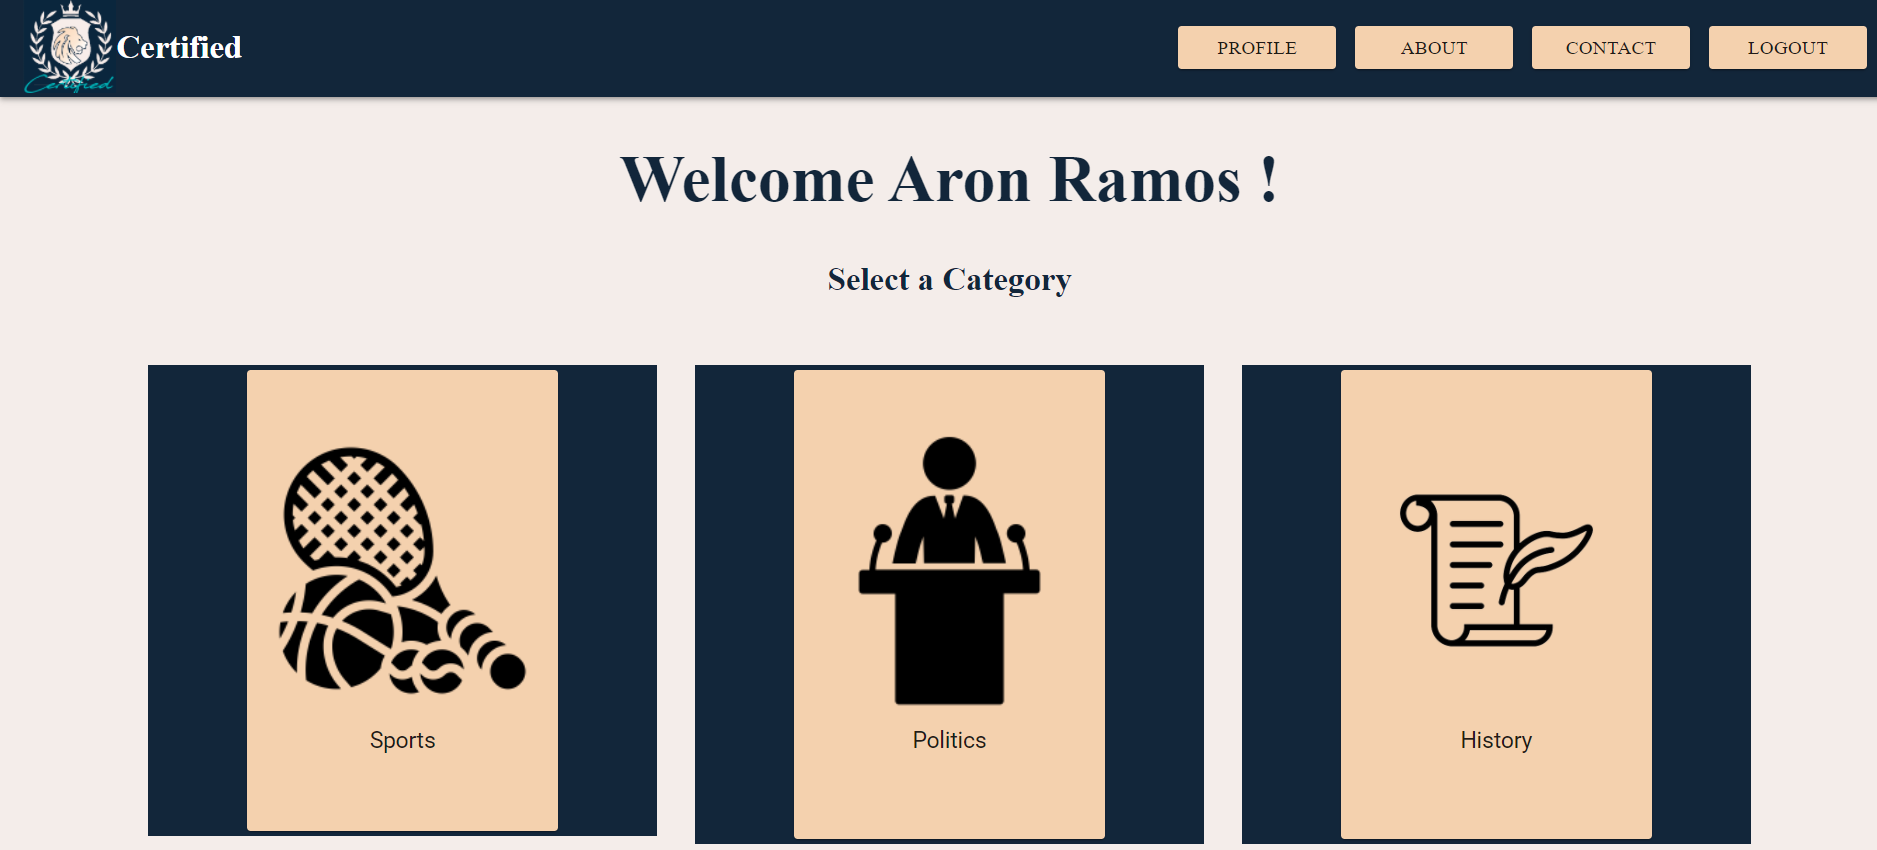 Certified
Certified
PROFILE ABOUT CONTACT LOGOUT
Welcome Aron Ramos !
Select a Category
Sports
Politics
History